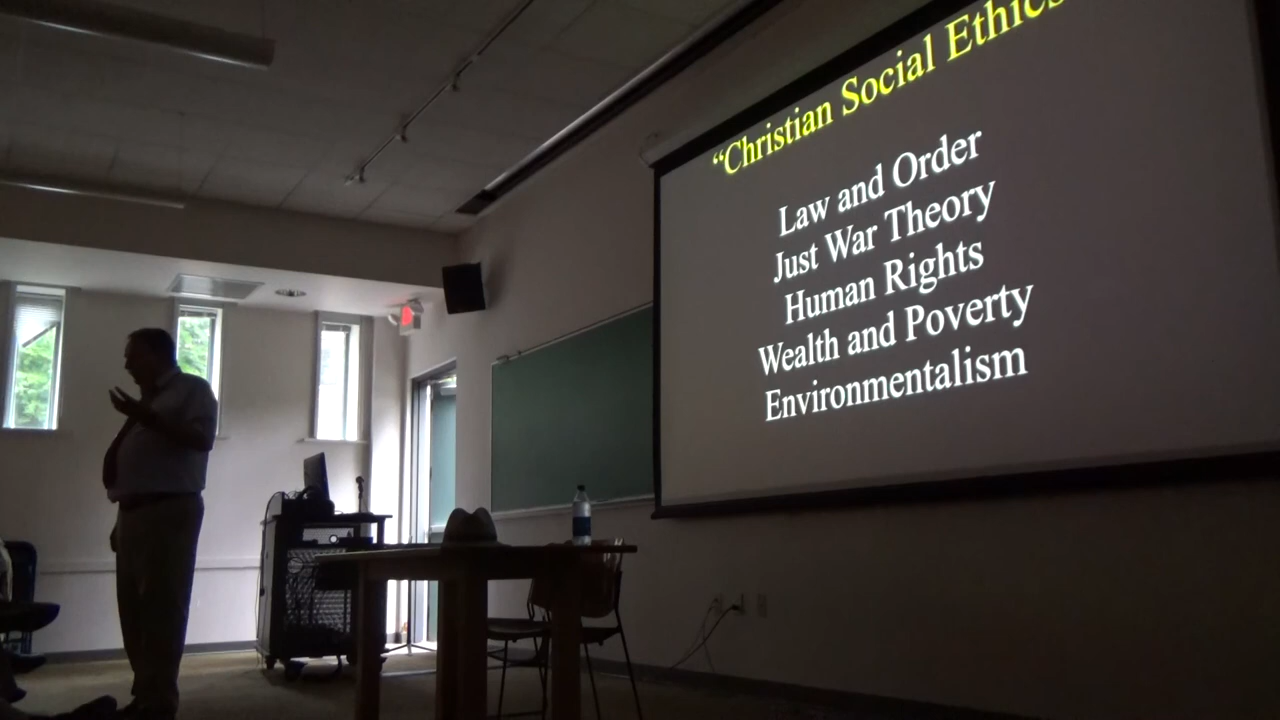 “Christian Social Ethics
Law and Order
Just War Theory
Human Rights
Wealth and Poverty
Environmentalism